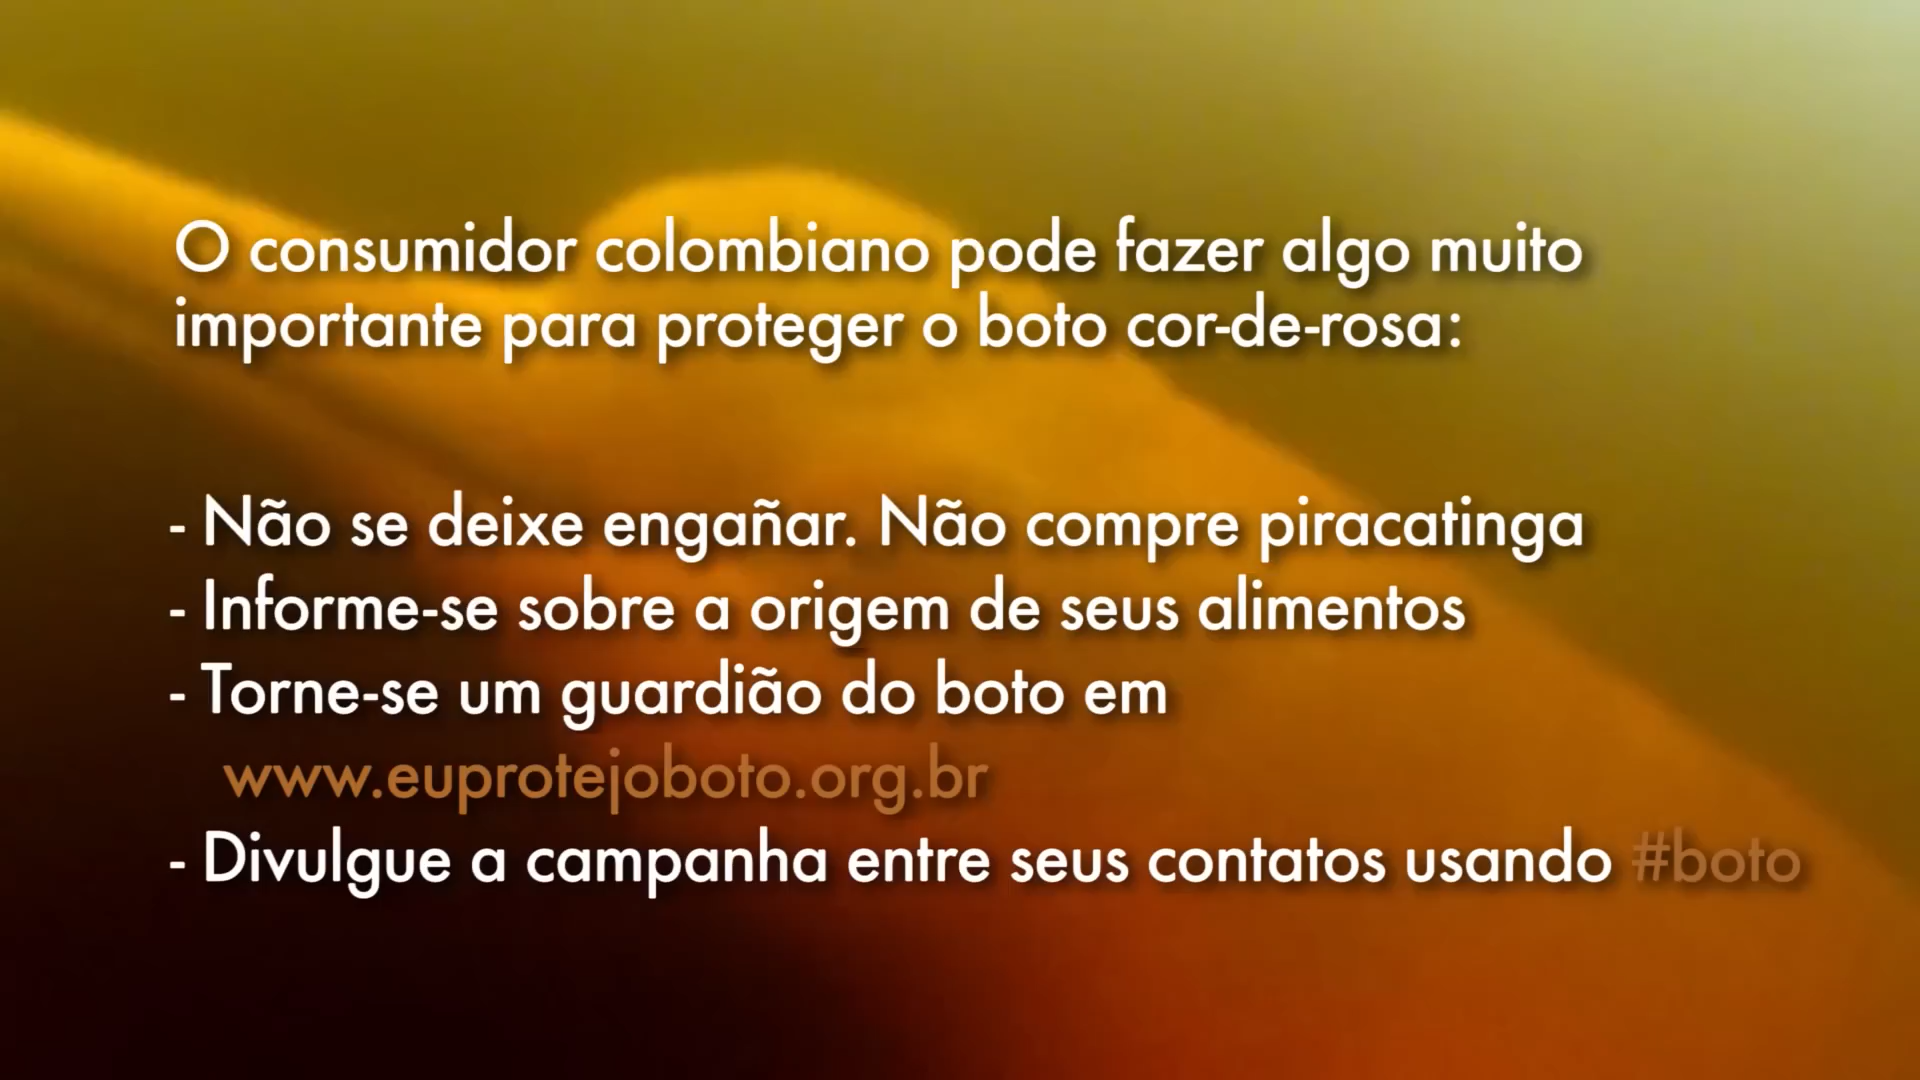 O consumidor colombiano pode fazer algo muito
importante para proteger o boto cor-de-rosa:
- Não se deixe engañar. Não compre piracatinga
- Informe-se sobre a origem de seus alimentos
- Torne-se um guardião do boto em
www.euprotejoboto.org.br
- Divulgue a campanha entre seus contatos usando #boto